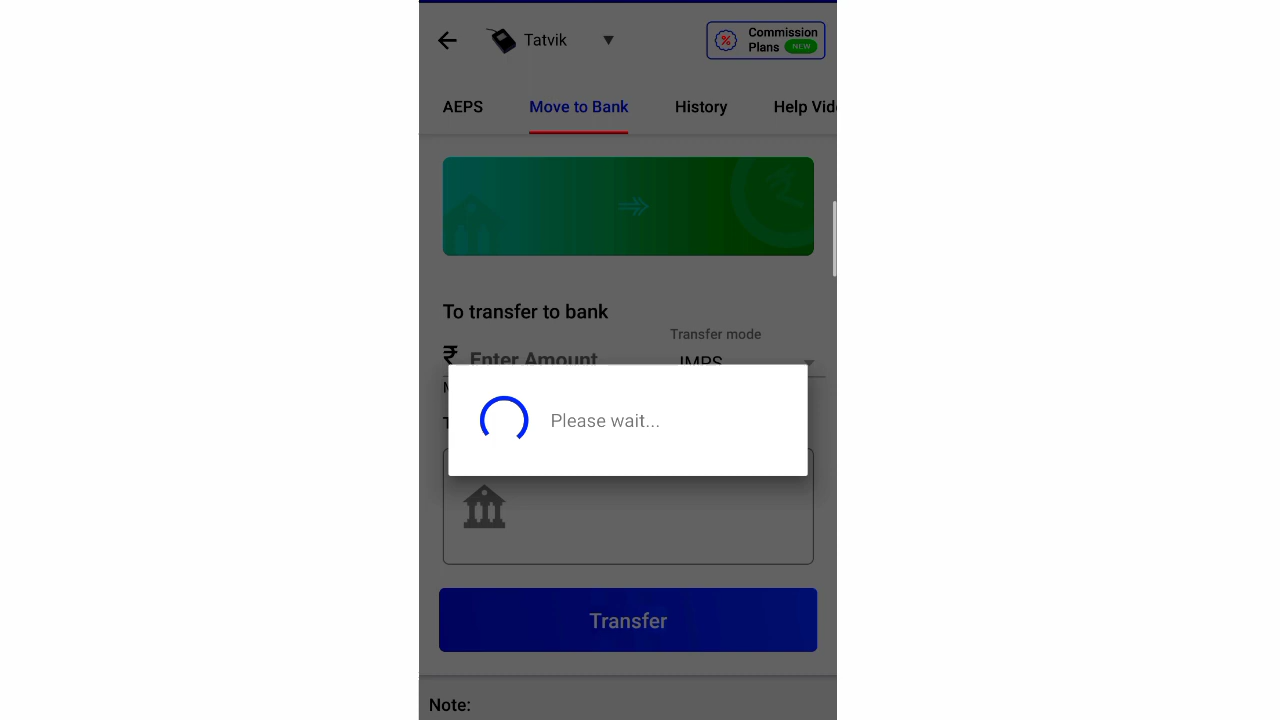 Tatvik
Commission
Plans NEW
AEPS Move to Bank History Help Vid
To transfer to bank
Transfer mode
₹ Enter Amount IMPS
Please wait...
Transfer
Note: